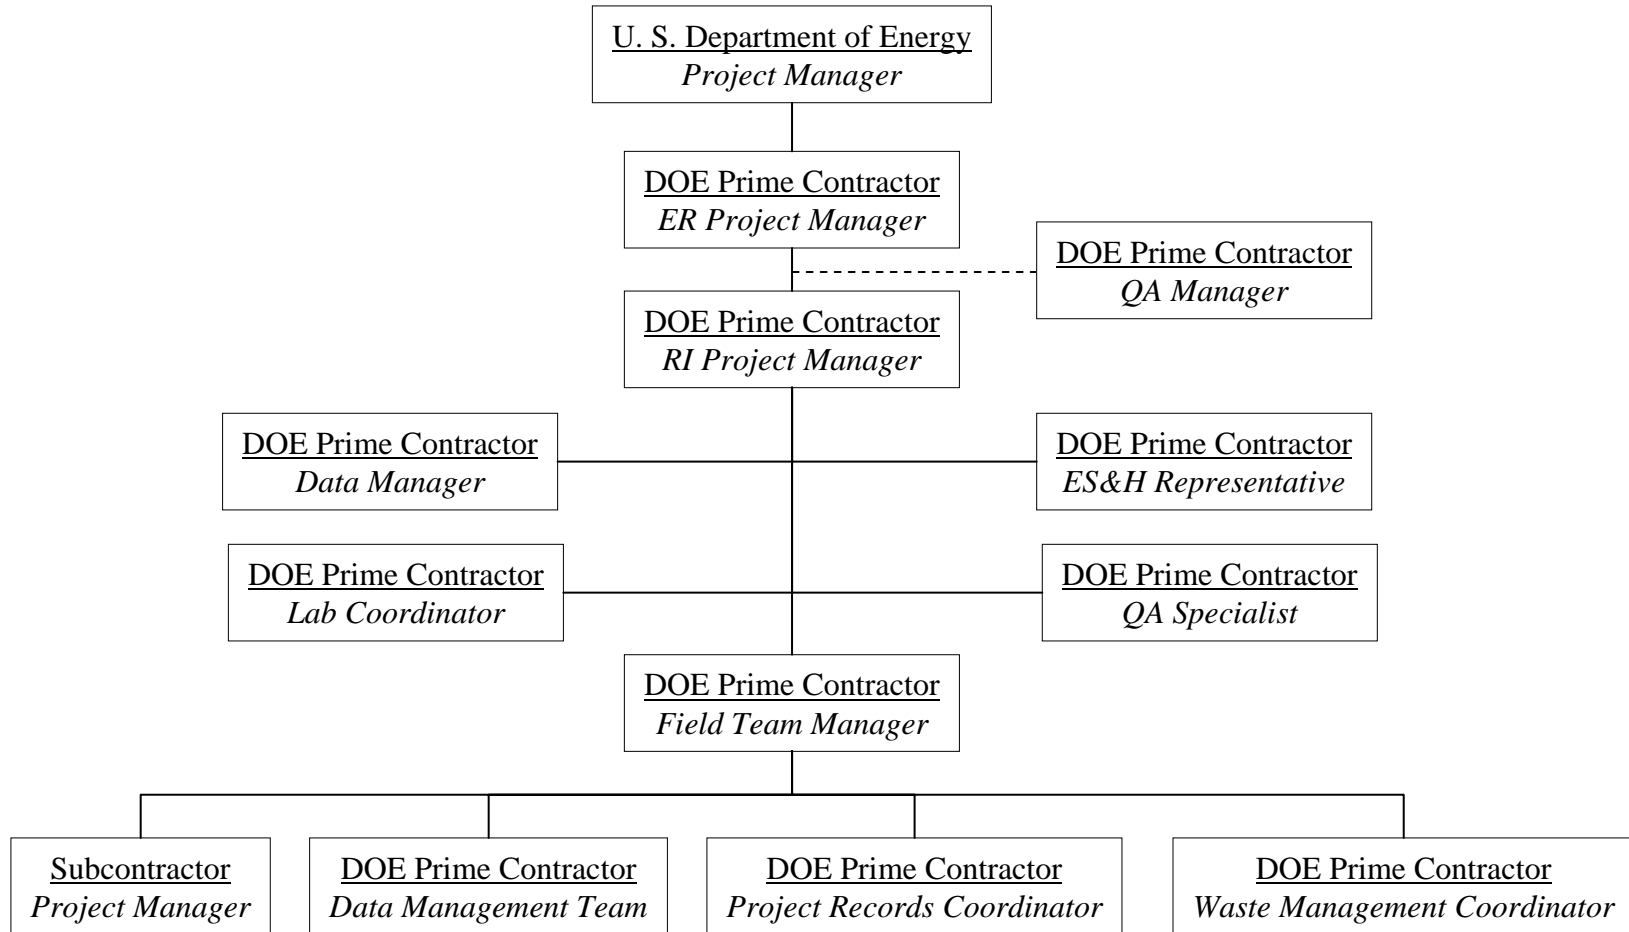 U. S. Department of Energy
Project Manager
DOE Prime Contractor
ER Project Manager
DOE Prime Contractor
QA Manager
DOE Prime Contractor
RI Project Manager
DOE Prime Contractor
Data Manager
DOE Prime Contractor
ES&H Representative
DOE Prime Contractor
Lab Coordinator
DOE Prime Contractor
QA Specialist
DOE Prime Contractor
Field Team Manager
Subcontractor
Project Manager
DOE Prime Contractor
Data Management Team
DOE Prime Contractor
Project Records Coordinator
DOE Prime Contractor
Waste Management Coordinator